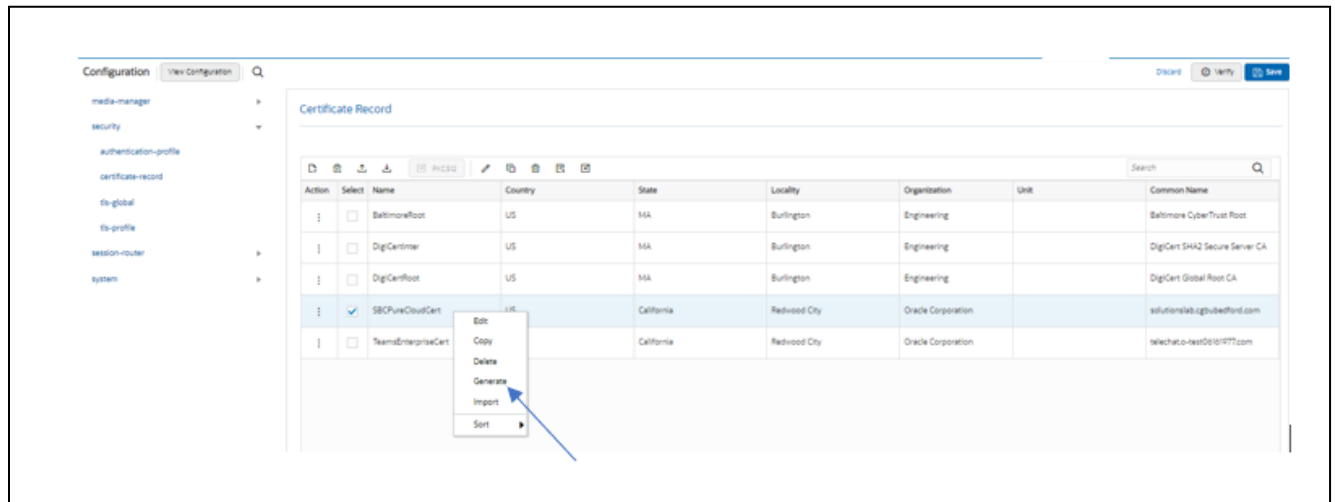 Configuration View Configuration Discard Verify Save
media-manager
security
authentication-profile
certificate-record
tls-global
tls-profile
session-router
system
Certificate Record
PKCS12 Search
Action Select Name Country State Locality Organization Unit Common Name
BaltimoreRoot US MA Burlington Engineering Baltimore CyberTrust Root
DigiCertInter US MA Burlington Engineering DigiCert SHA2 Secure Server CA
DigiCertRoot US MA Burlington Engineering DigiCert Global Root CA
SBCPureCloudCert US California Redwood City Oracle Corporation solutionslab.cgbubedford.com
TeamsEnterpriseCert California Redwood City Oracle Corporation
Edit
Copy
Delete
Generate
Import
Sort